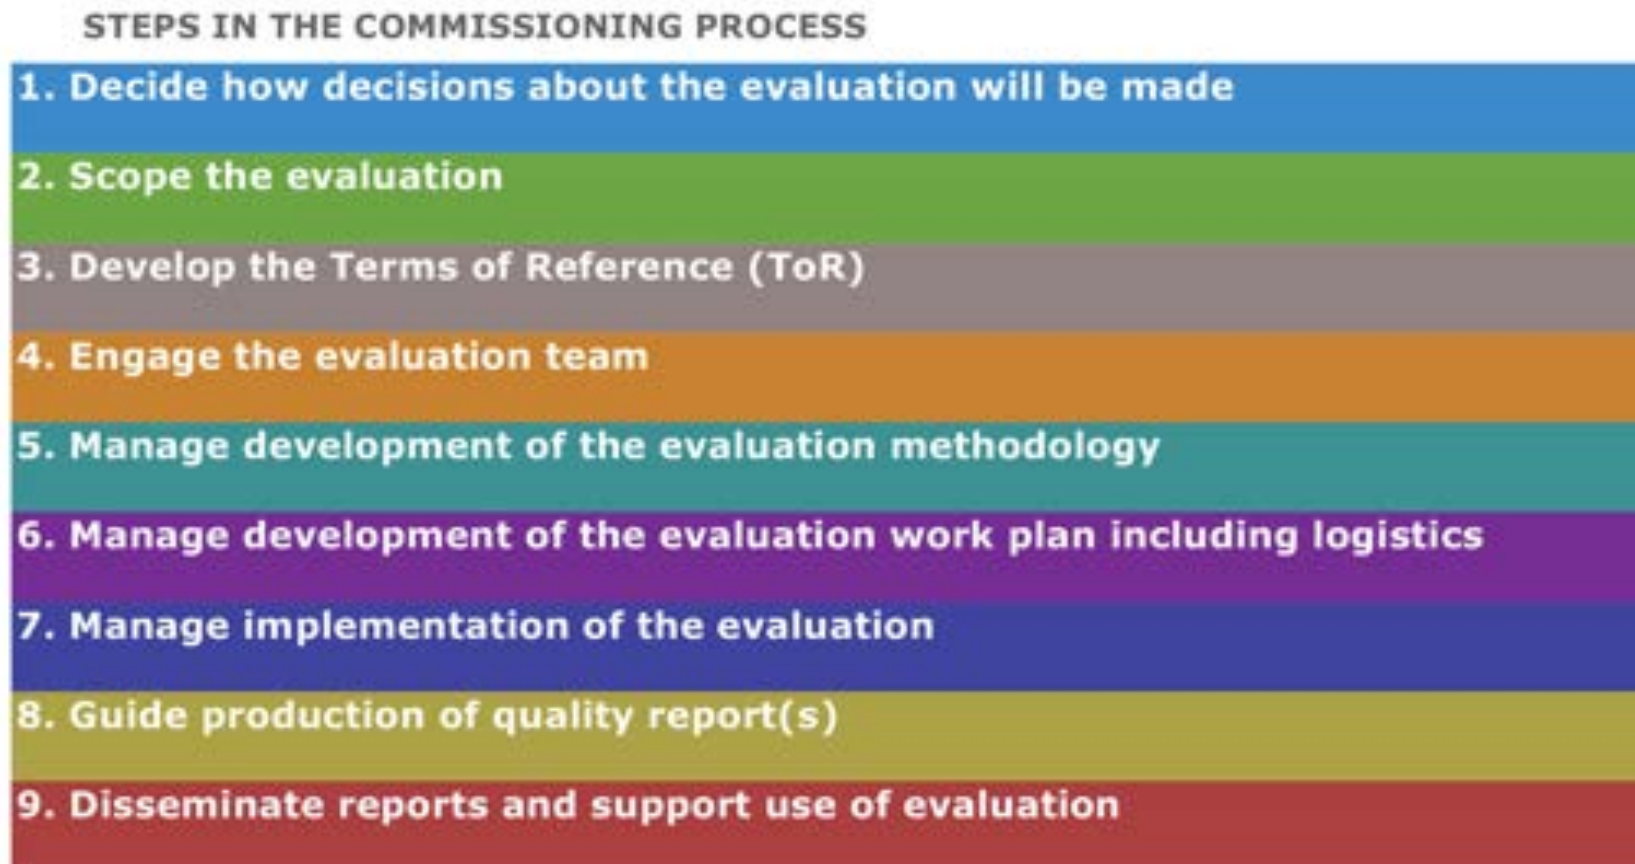 STEPS IN THE COMMISSIONING PROCESS
1. Decide how decisions about the evaluation will be made
2. Scope the evaluation
3. Develop the Terms of Reference (ToR)
4. Engage the evaluation team
5. Manage development of the evaluation methodology
6. Manage development of the evaluation work plan including logistics
7. Manage implementation of the evaluation
8. Guide production of quality report(s)
9. Disseminate reports and support use of evaluation